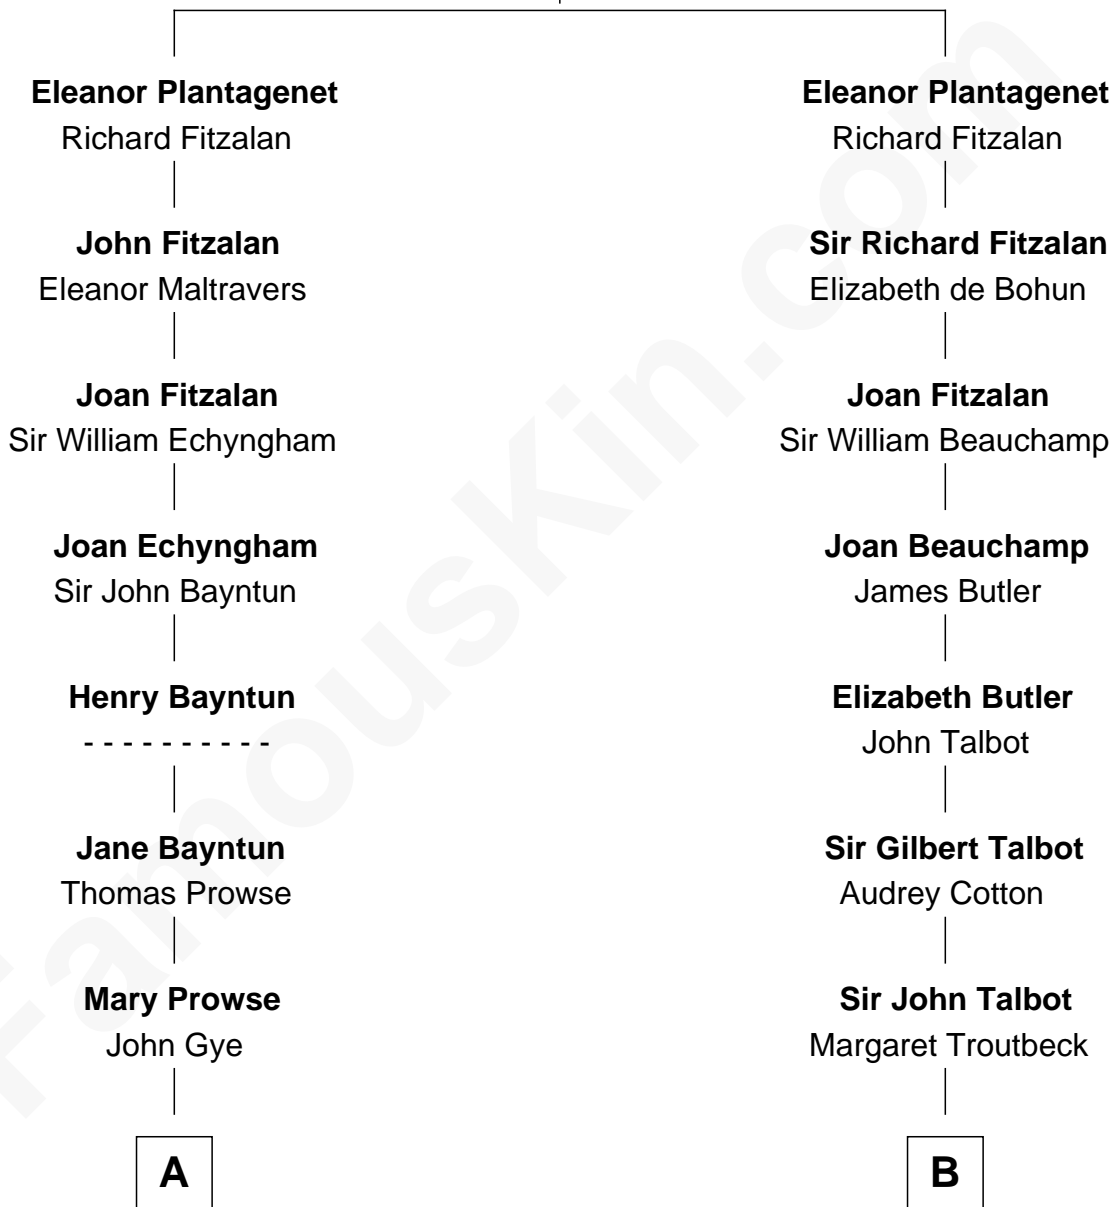 Eleanor Plantagenet
Richard Fitzalan
John Fitzalan
Eleanor Maltravers
Joan Fitzalan
Sir William Echyngham
Joan Echyngham
Sir John Bayntun
Henry Bayntun
- - - - - - - - - -
Jane Bayntun
Thomas Prowse
Mary Prowse
John Gye
A
Eleanor Plantagenet
Richard Fitzalan
Sir Richard Fitzalan
Elizabeth de Bohun
Joan Fitzalan
Sir William Beauchamp
Joan Beauchamp
James Butler
Elizabeth Butler
John Talbot
Sir Gilbert Talbot
Audrey Cotton
Sir John Talbot
Margaret Troutbeck
B
FamousKin.com